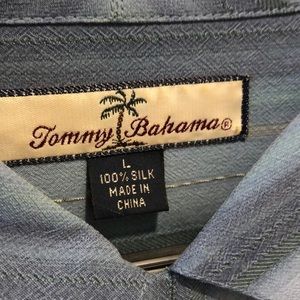 Tommy Bahama®
L
100% SILK
MADE IN
CHINA